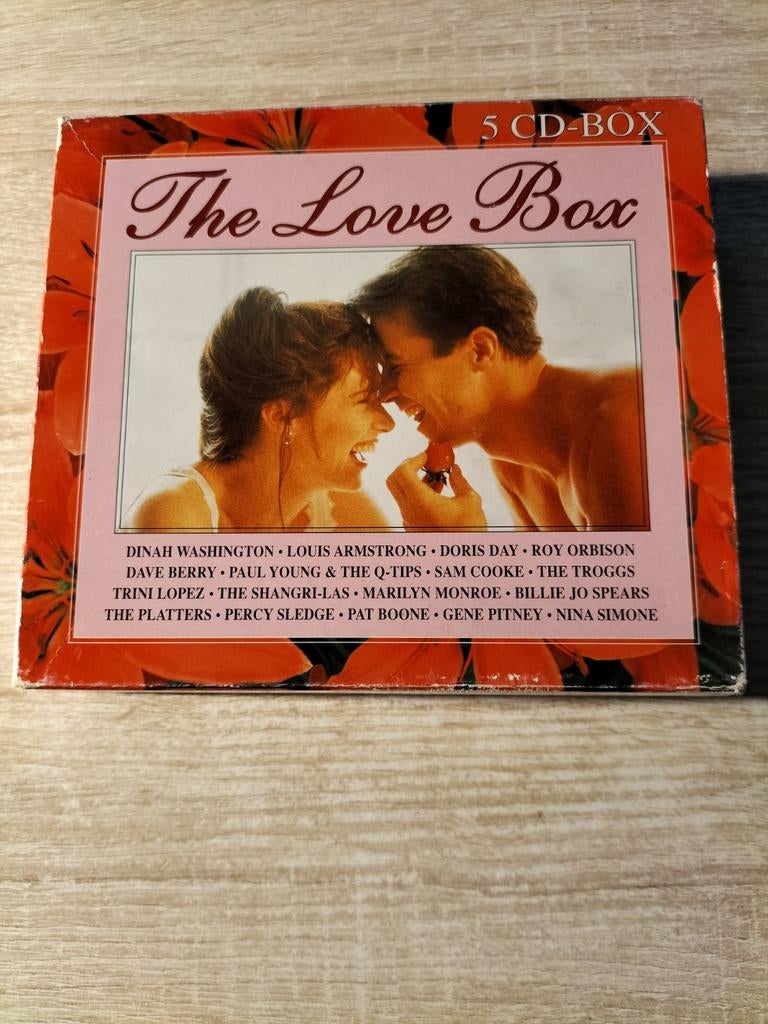 5 CD-BOX
The Love Box
DINAH WASHINGTON • LOUIS ARMSTRONG • DORIS DAY • ROY ORBISON
DAVE BERRY • PAUL YOUNG & THE Q-TIPS • SAM COOKE • THE TROGGS
TRINI LOPEZ • THE SHANGRI-LAS • MARILYN MONROE • BILLIE JO SPEARS
THE PLATTERS • PERCY SLEDGE • PAT BOONE • GENE PITNEY • NINA SIMONE